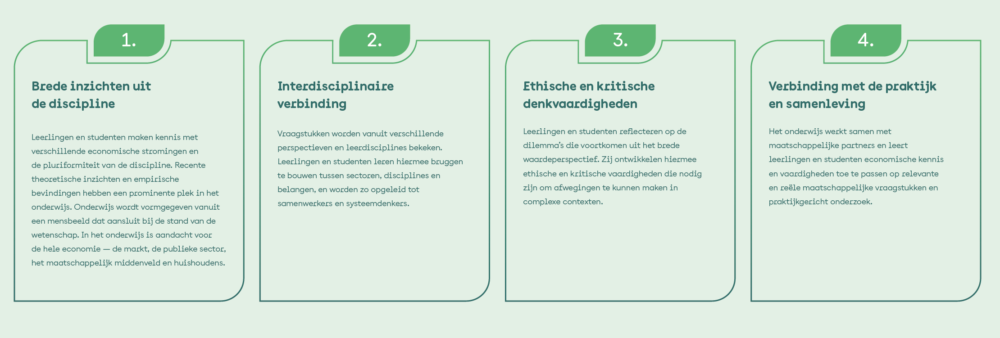 1.
Brede inzichten uit
de discipline
Leerlingen en studenten maken kennis met
verschillende economische stromingen en
de pluriformiteit van de discipline. Recente
theoretische inzichten en empirische
bevindingen hebben een prominente plek in het
onderwijs. Onderwijs wordt vormgegeven vanuit
een mensbeeld dat aansluit bij de stand van de
wetenschap. In het onderwijs is aandacht voor
de hele economie — de markt, de publieke sector,
het maatschappelijk middenveld en huishoudens.
2.
Interdisciplinaire
verbinding
Vraagstukken worden vanuit verschillende
perspectieven en leerdisciplines bekeken.
Leerlingen en studenten leren hiermee bruggen
te bouwen tussen sectoren, disciplines en
belangen, en worden zo opgeleid tot
samenwerkers en systeemdenkers.
3.
Ethische en kritische
denkvaardigheden
Leerlingen en studenten reflecteren op de
dilemma’s die voortkomen uit het brede
waardeperspectief. Zij ontwikkelen hiermee
ethische en kritische vaardigheden die nodig
zijn om afwegingen te kunnen maken in
complexe contexten.
4.
Verbinding met de praktijk
en samenleving
Het onderwijs werkt samen met
maatschappelijke partners en leert
leerlingen en studenten economische kennis
en vaardigheden toe te passen op relevante
en reële maatschappelijke vraagstukken en
praktijkgericht onderzoek.